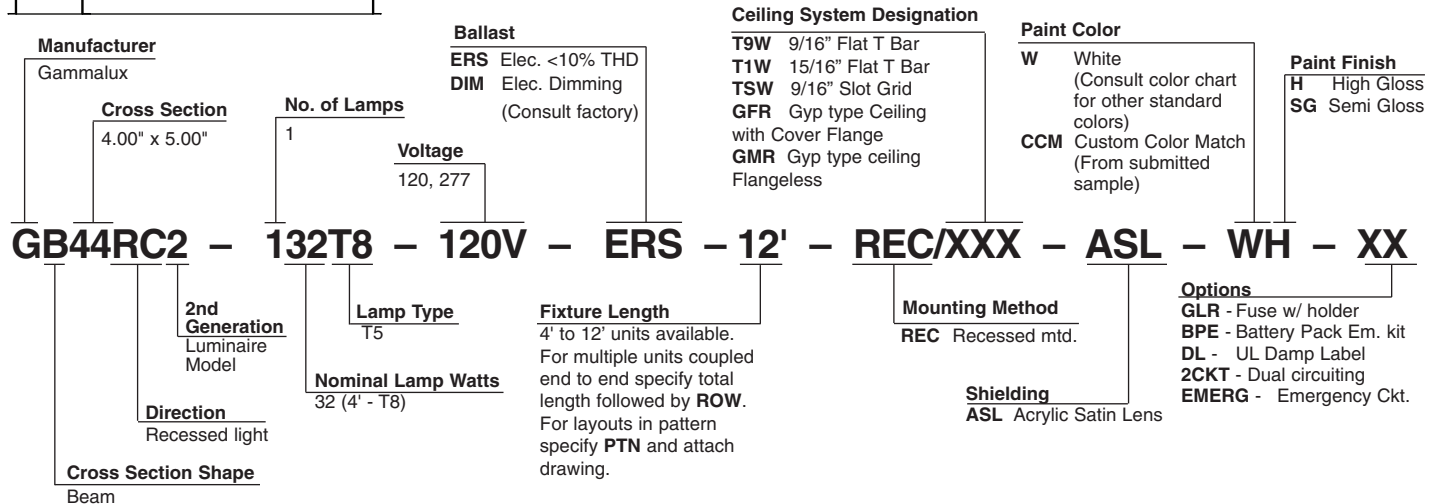 Manufacturer
Gammalux
Cross Section
4.00" x 5.00"
No. of Lamps
1
Voltage
120, 277
Ballast
ERS Elec. <10% THD
DIM Elec. Dimming
(Consult factory)
Ceiling System Designation
T9W 9/16” Flat T Bar
T1W 15/16” Flat T Bar
TSW 9/16” Slot Grid
GFR Gyp type Ceiling
with Cover Flange
GMR Gyp type ceiling
Flangeless
Paint Color
W White
(Consult color chart
for other standard
colors)
CCM Custom Color Match
(From submitted
sample)
Paint Finish
H High Gloss
SG Semi Gloss
GB44RC2 – 132T8 – 120V – ERS – 12' – REC/XXX – ASL – WH – XX
Cross Section Shape
Beam
Direction
Recessed light
2nd
Generation
Luminaire
Model
Nominal Lamp Watts
32 (4' - T8)
Lamp Type
T5
Fixture Length
4' to 12’ units available.
For multiple units coupled
end to end specify total
length followed by ROW.
For layouts in pattern
specify PTN and attach
drawing.
Mounting Method
REC Recessed mtd.
Shielding
ASL Acrylic Satin Lens
Options
GLR - Fuse w/ holder
BPE - Battery Pack Em. kit
DL - UL Damp Label
2CKT - Dual circuiting
EMERG - Emergency Ckt.